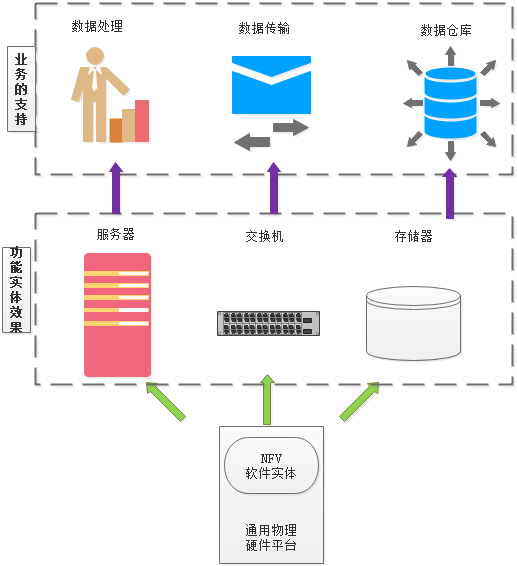 数据处理
数据传输
数据仓库
业务的支持
服务器
交换机
存储器
功能实体效果
NFV
软件实体
通用物理
硬件平台